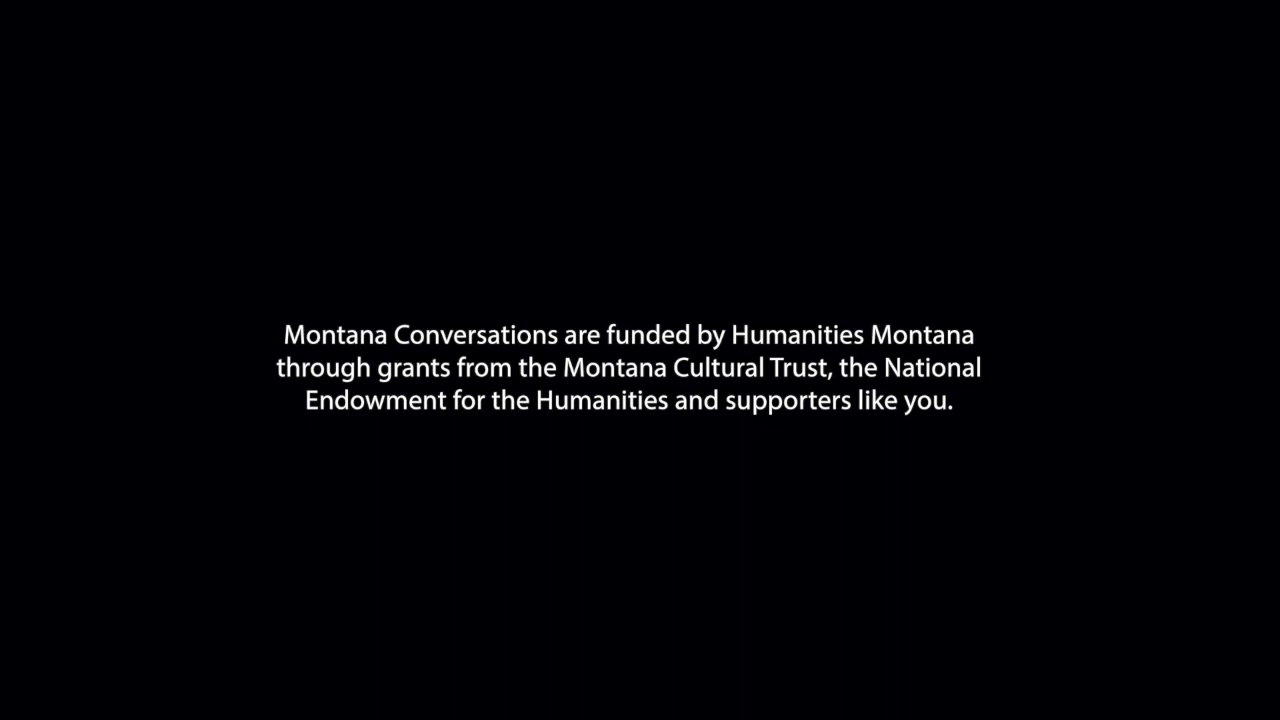 Montana Conversations are funded by Humanities Montana
through grants from the Montana Cultural Trust, the National
Endowment for the Humanities and supporters like you.